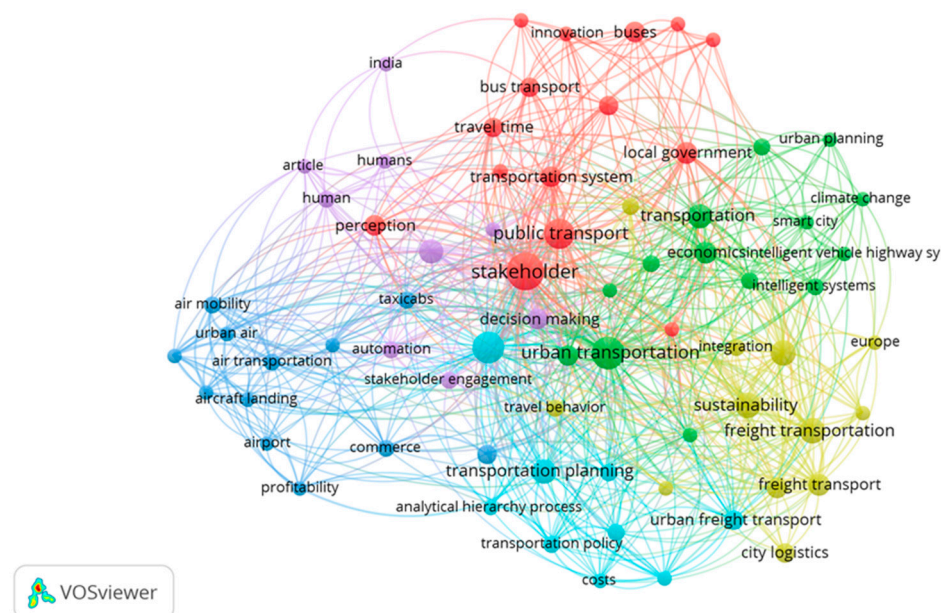 innovation
buses
india
bus transport
travel time
urban planning
local government
humans
article
transportation system
climate change
human
transportation
smart city
perception
public transport
economics
intelligent vehicle highway sy
stakeholder
intelligent systems
air mobility
taxicabs
decision making
urban air
automation
urban transportation
integration
europe
air transportation
stakeholder engagement
aircraft landing
travel behavior
sustainability
freight transportation
airport
commerce
transportation planning
profitability
freight transport
analytical hierarchy process
urban freight transport
transportation policy
city logistics
costs
VOSviewer